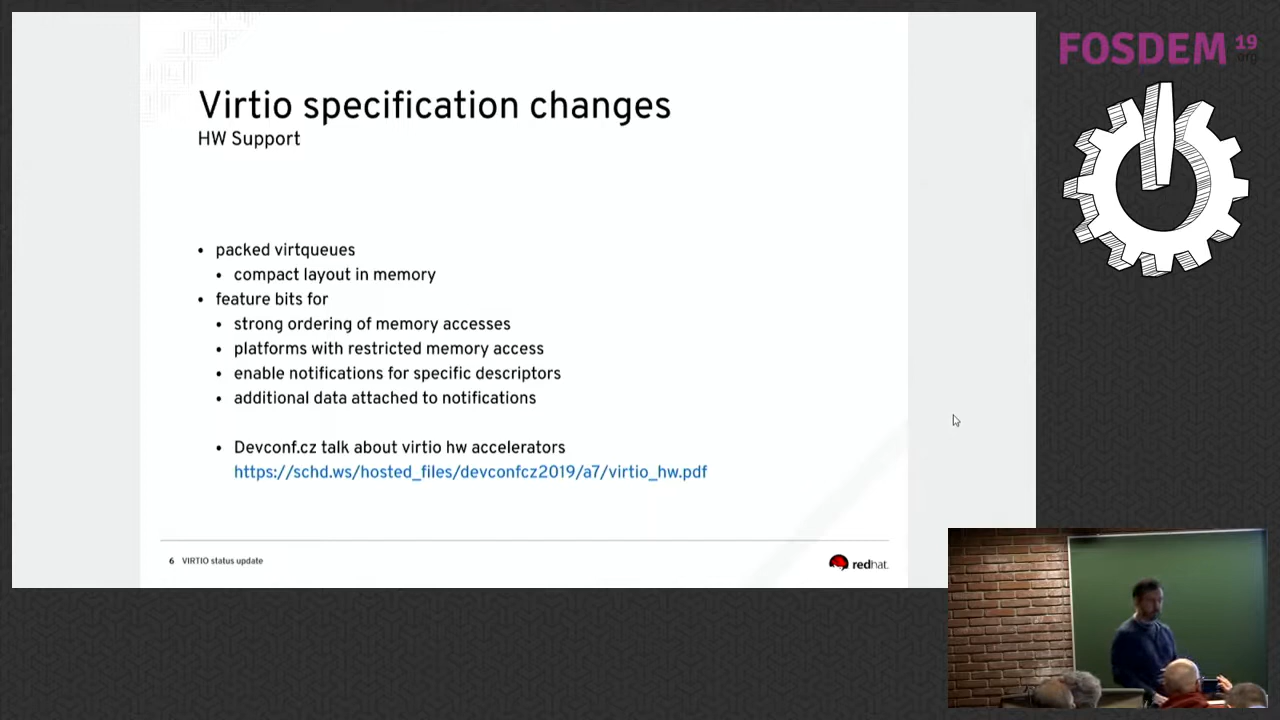 Virtio specification changes
HW Support
• packed virtqueues
• compact layout in memory
• feature bits for
• strong ordering of memory accesses
• platforms with restricted memory access
• enable notifications for specific descriptors
• additional data attached to notifications
• Devconf.cz talk about virtio hw accelerators
https://schd.ws/hosted_files/devconfcz2019/a7/virtio_hw.pdf
6 VIRTIO status update
redhat.
FOSDEM 19
.org